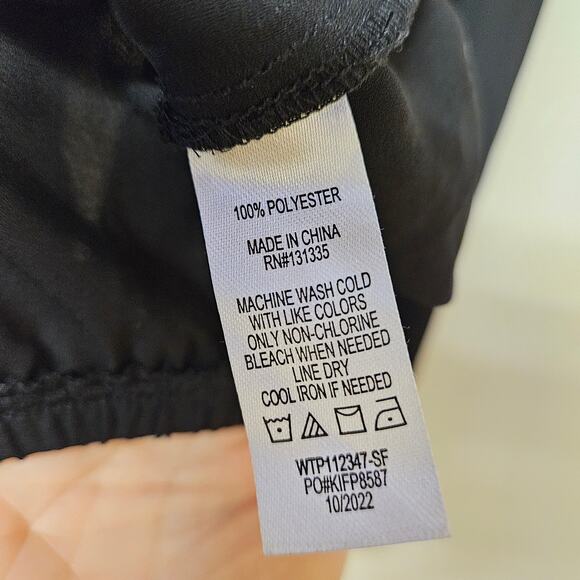 100% POLYESTER
MADE IN CHINA
RN#131335
MACHINE WASH COLD
WITH LIKE COLORS
ONLY NON-CHLORINE
BLEACH WHEN NEEDED
LINE DRY
COOL IRON IF NEEDED
WTP112347-SF
PO#KIFP8587
10/2022